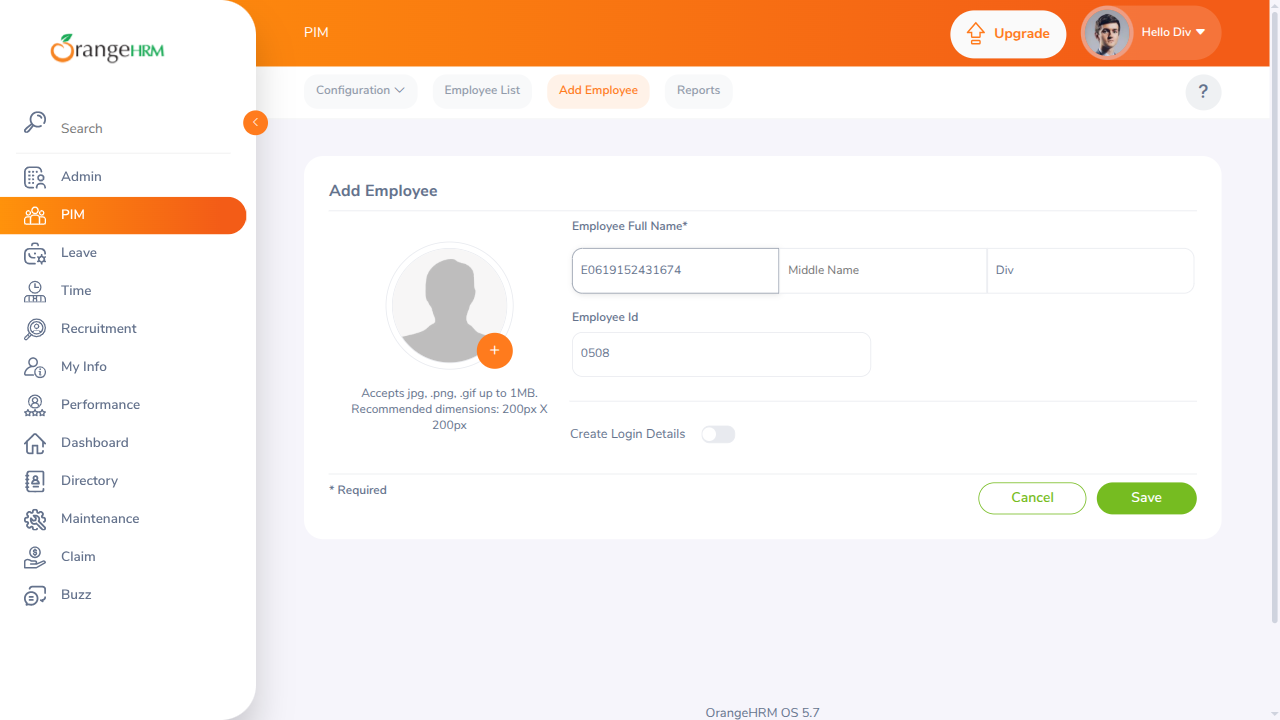 OrangeHRM
PIM
Upgrade
Hello Div
Configuration
Employee List
Add Employee
Reports
?
Search
Admin
PIM
Leave
Time
Recruitment
My Info
Performance
Dashboard
Directory
Maintenance
Claim
Buzz
Add Employee
Employee Full Name*
E0619152431674
Middle Name
Div
Employee Id
0508
+
Accepts jpg, .png, .gif up to 1MB.
Recommended dimensions: 200px X
200px
Create Login Details
* Required
Cancel
Save
OrangeHRM OS 5.7